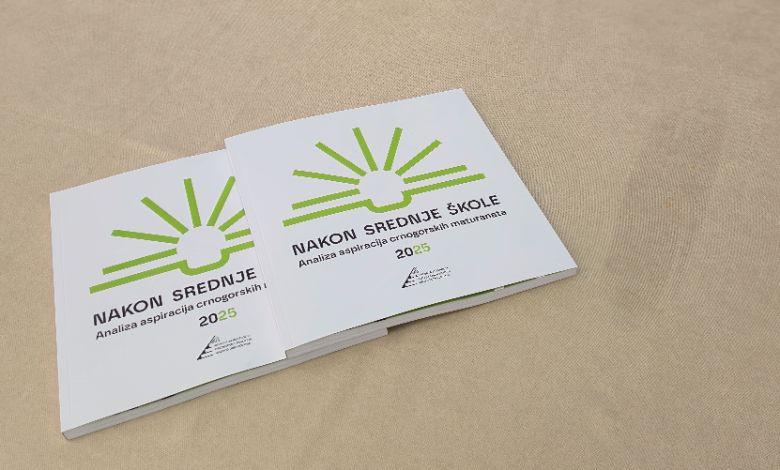 NAKON SREDNJE
Analiza aspiracija crnogorskih
2025
NAKON SREDNJE ŠKOLE
Analiza aspiracija crnogorskih maturanata
2025